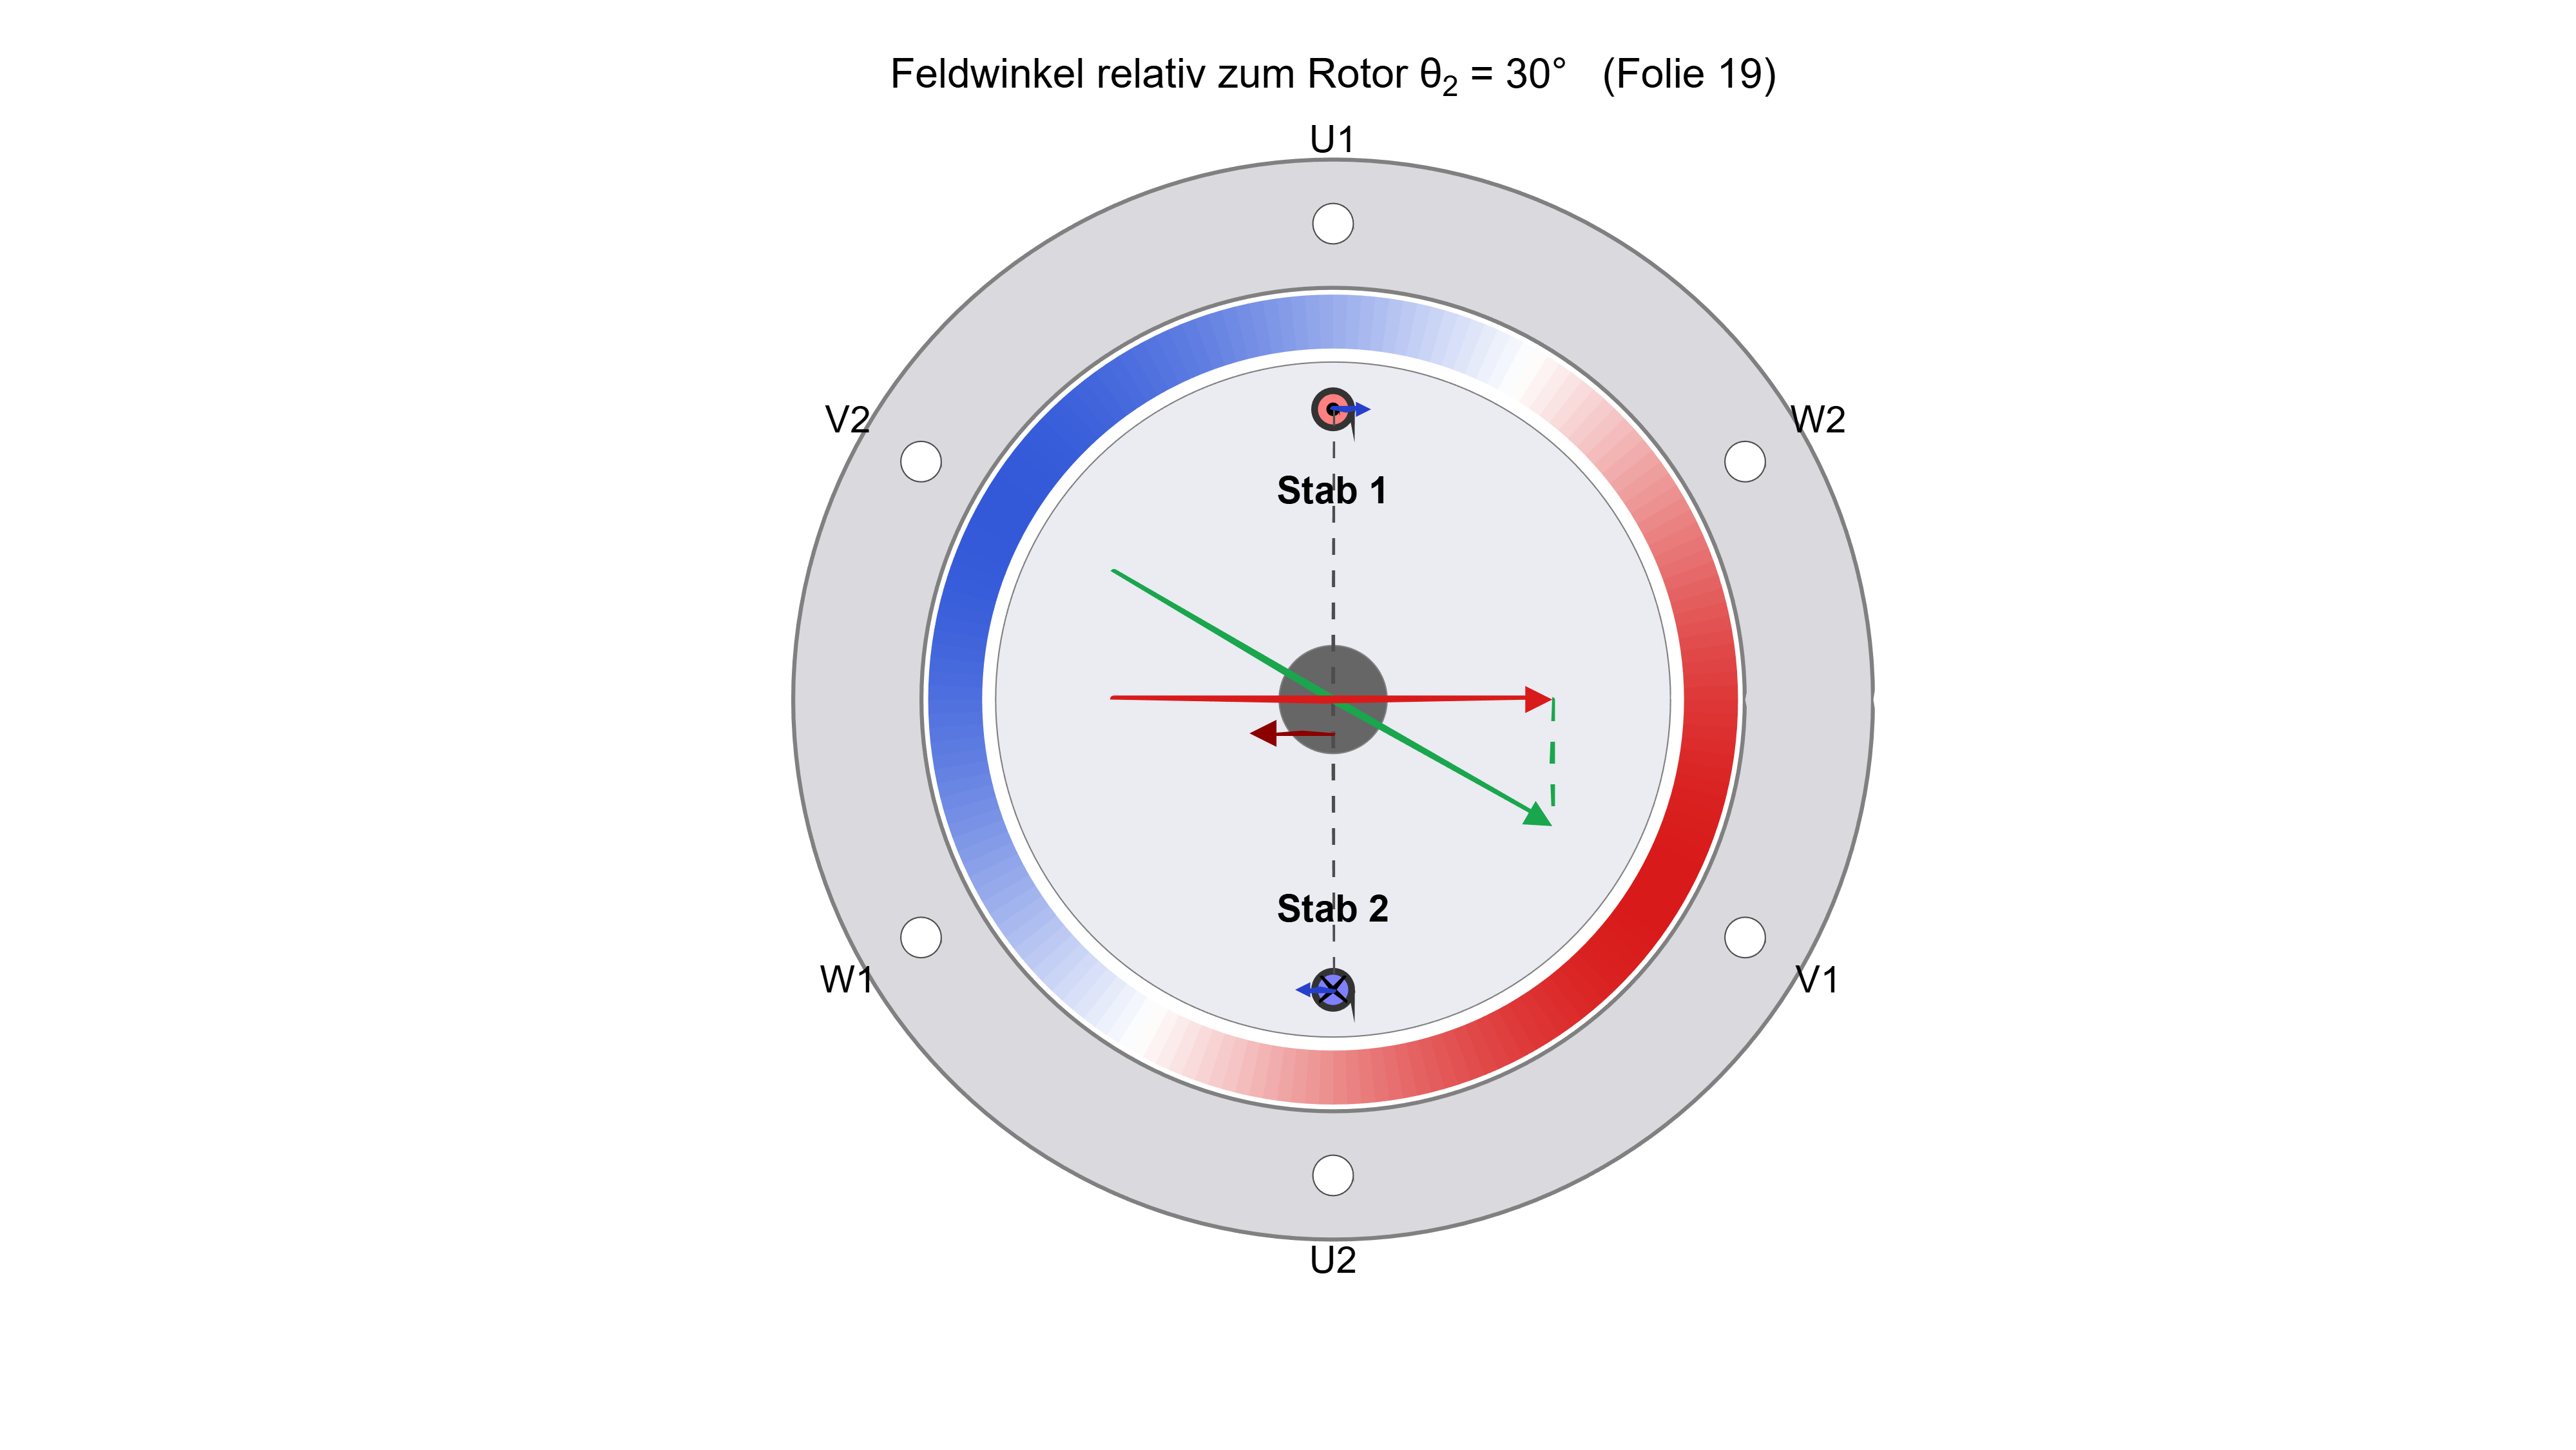 Feldwinkel relativ zum Rotor θ₂ = 30° (Folie 19)
U1
V2
W2
Stab 1
Stab 2
W1
V1
U2